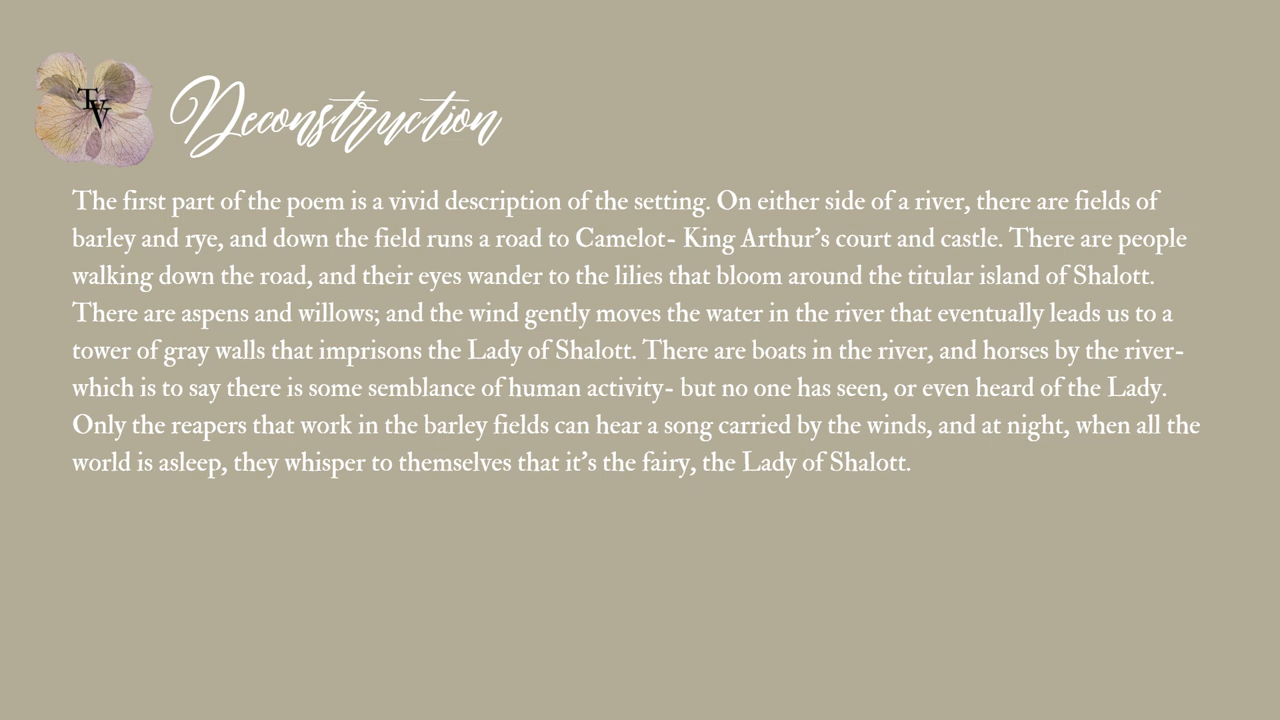 TV
Deconstruction
The first part of the poem is a vivid description of the setting. On either side of a river, there are fields of
barley and rye, and down the field runs a road to Camelot- King Arthur's court and castle. There are people
walking down the road, and their eyes wander to the lilies that bloom around the titular island of Shalott.
There are aspens and willows; and the wind gently moves the water in the river that eventually leads us to a
tower of gray walls that imprisons the Lady of Shalott. There are boats in the river, and horses by the river-
which is to say there is some semblance of human activity- but no one has seen, or even heard of the Lady.
Only the reapers that work in the barley fields can hear a song carried by the winds, and at night, when all the
world is asleep, they whisper to themselves that it's the fairy, the Lady of Shalott.